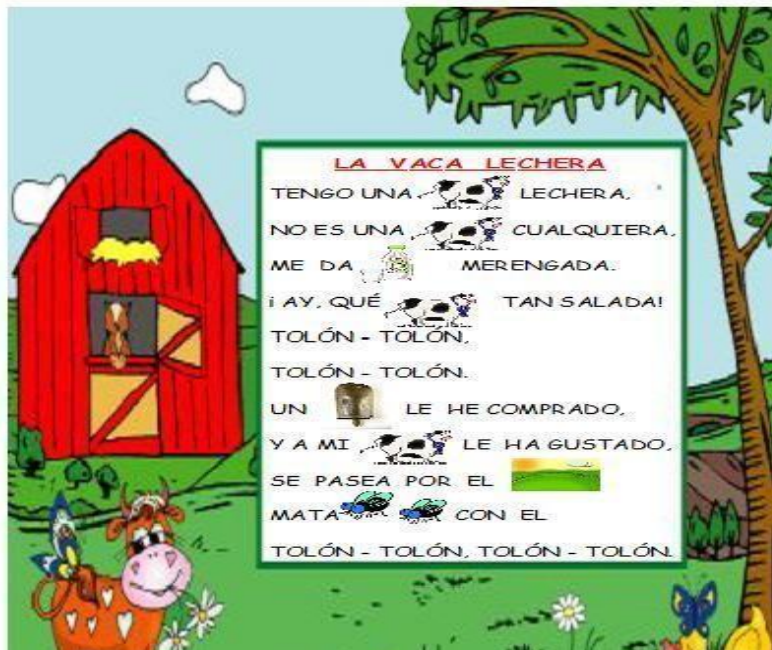 LA VACA LECHERA
TENGO UNA LECHERA,
NO ES UNA CUALQUIERA,
ME DA MERENGADA.
¡AY, QUÉ TAN SALADA!
TOLÓN - TOLÓN,
TOLÓN - TOLÓN.
UN LE HE COMPRADO,
Y A MI LE HA GUSTADO,
SE PASEA POR EL
MATA CON EL
TOLÓN - TOLÓN, TOLÓN - TOLÓN.